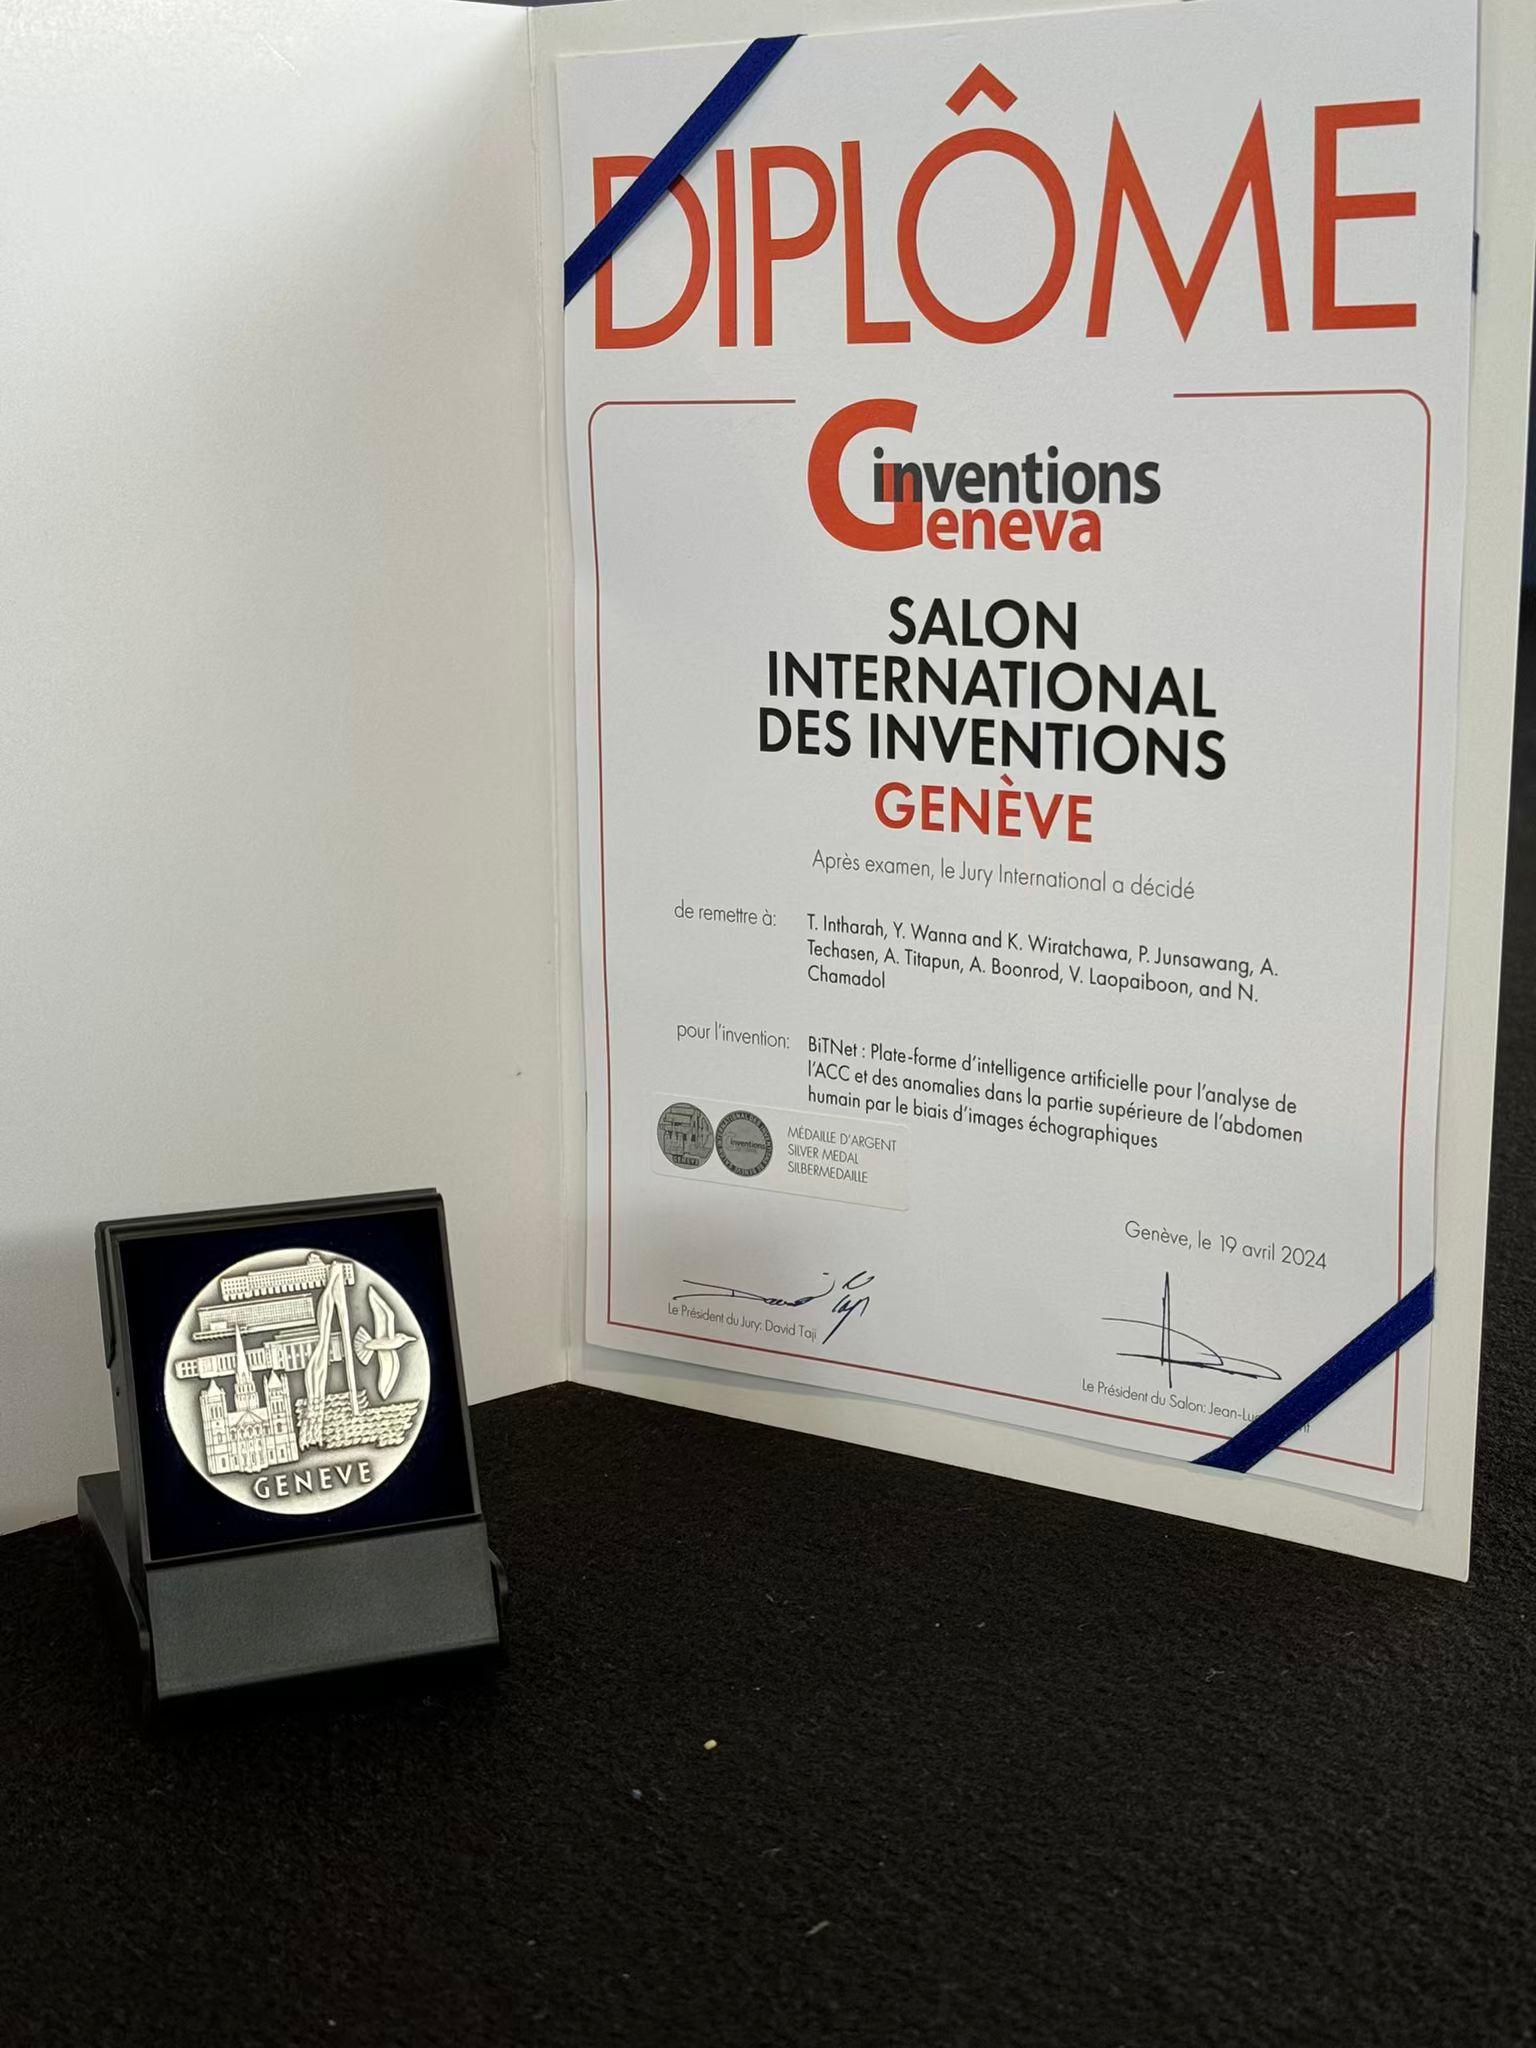 DIPLÔME
inventions
Geneva
SALON
INTERNATIONAL
DES INVENTIONS
GENÈVE
Après examen, le Jury International a décidé
de remettre à: T. Intharah, Y. Wanna and K. Wiratchawa, P. Junsawang, A.
Techasen, A. Titapun, A. Boonrod, V. Laopaiboon, and N.
Chamadol
pour l'invention: BiTNet : Plate-forme d'intelligence artificielle pour l'analyse de
l'ACC et des anomalies dans la partie supérieure de l'abdomen
humain par le biais d'images échographiques
MÉDAILLE D'ARGENT
SILVER MEDAL
SILBERMEDAILLE
Genève, le 19 avril 2024
Le Président du Jury: David Taji
Le Président du Salon:
GENEVE